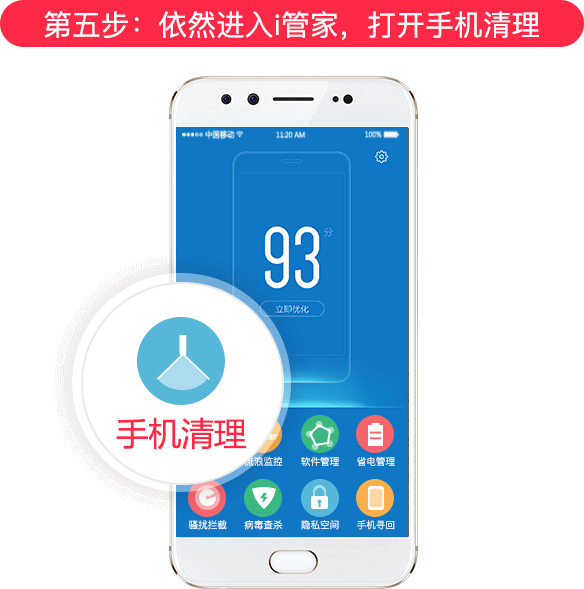 第五步：依然进入i管家，打开手机清理
中国移动 11:20 AM 100%
93分
立即优化
手机清理
流浪监控 软件管理 省电管理
骚扰拦截 病毒查杀 隐私空间 手机寻回